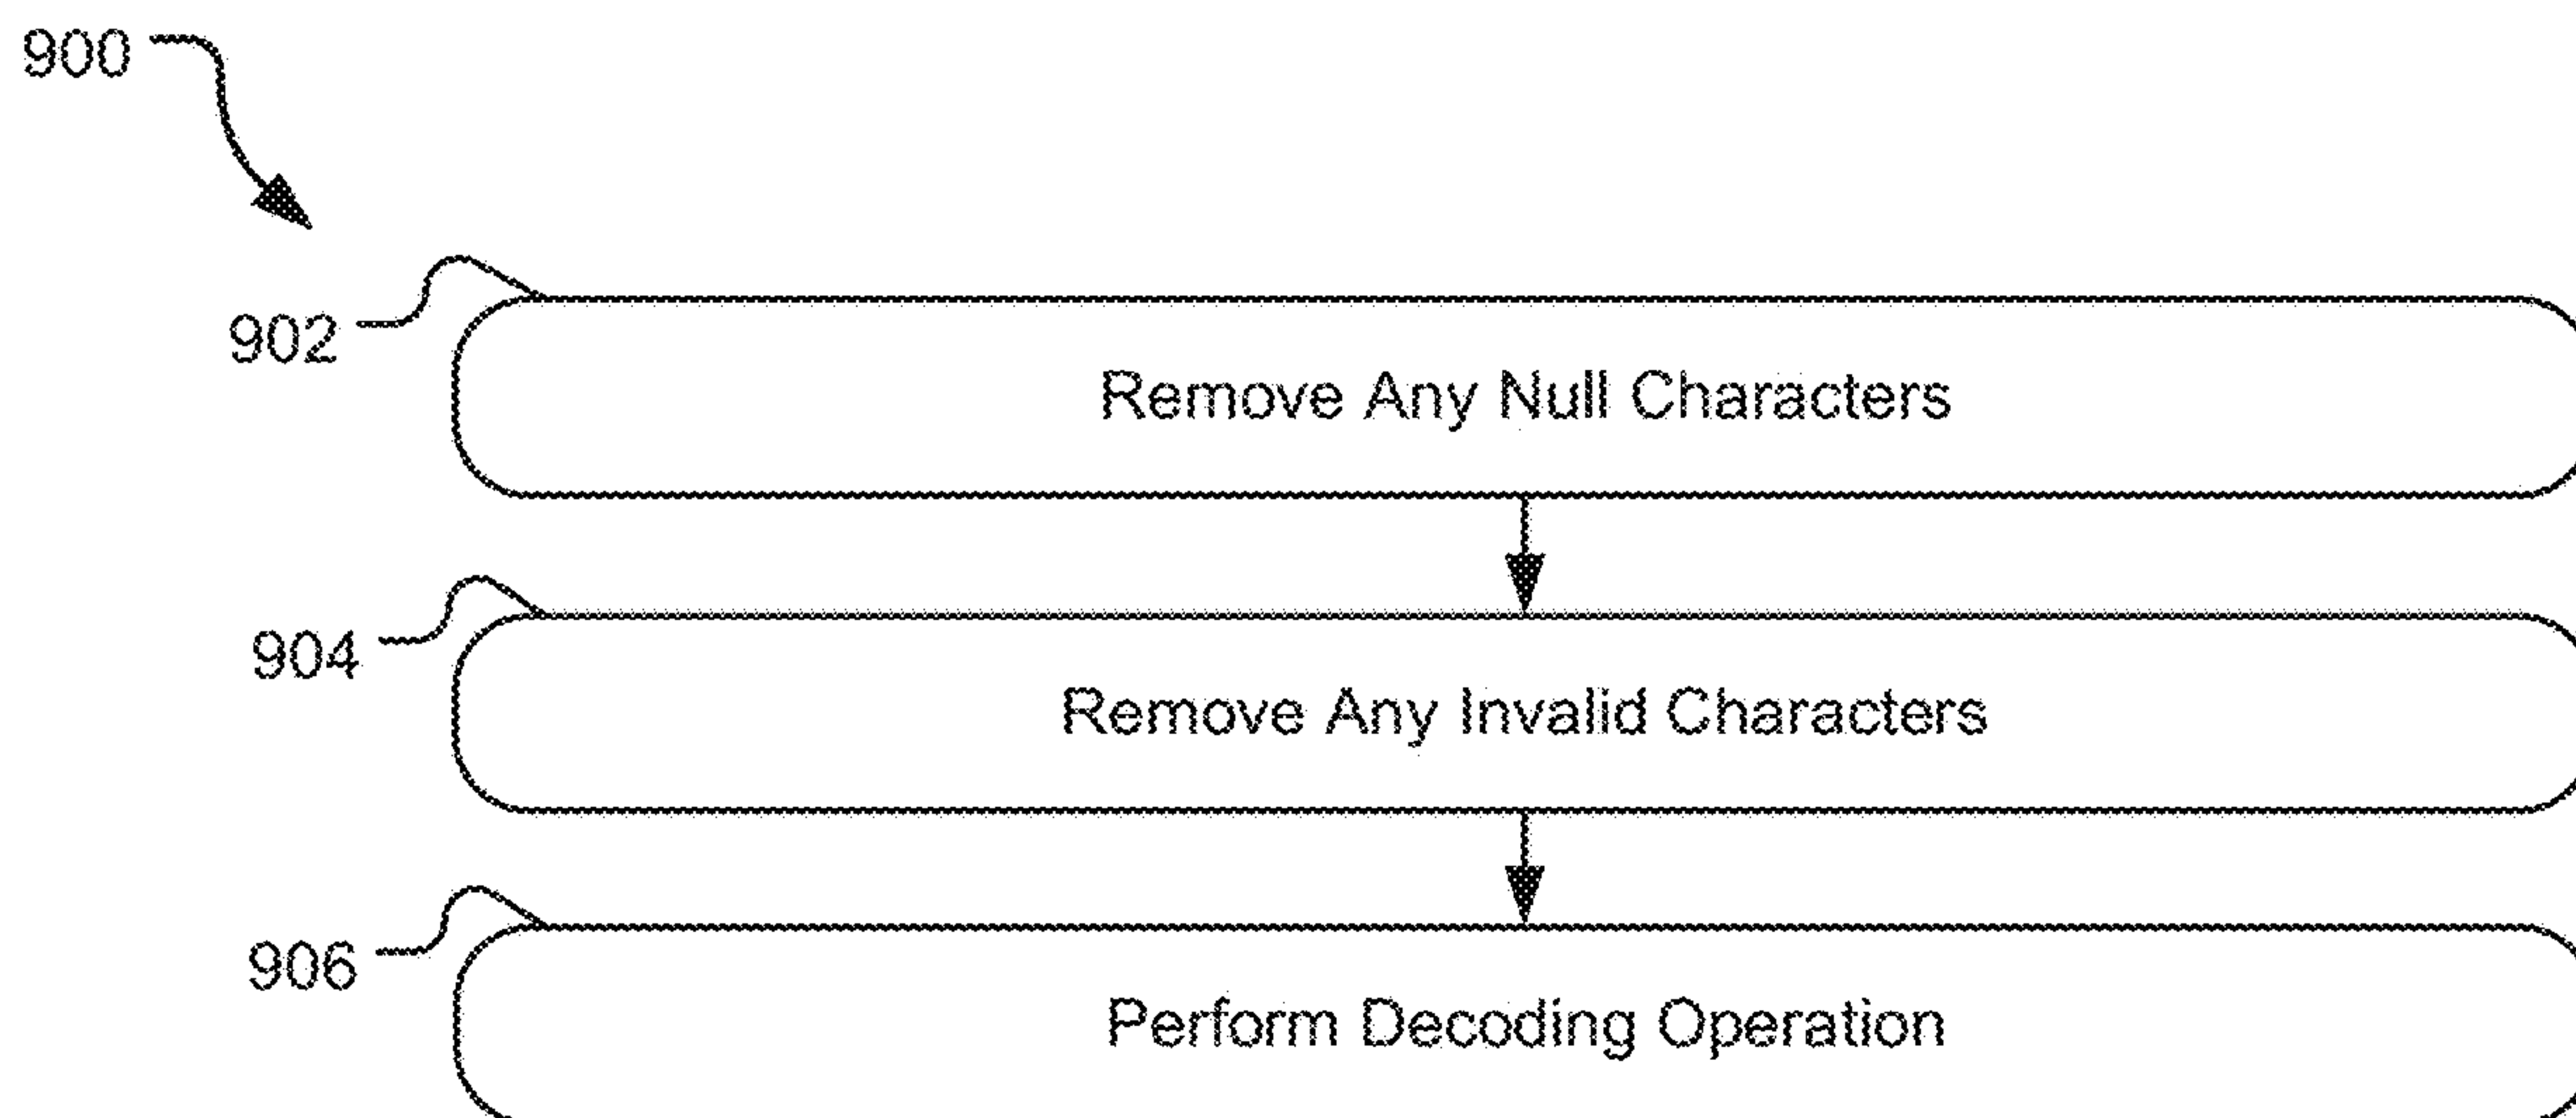 900
902
Remove Any Null Characters
904
Remove Any Invalid Characters
906
Perform Decoding Operation